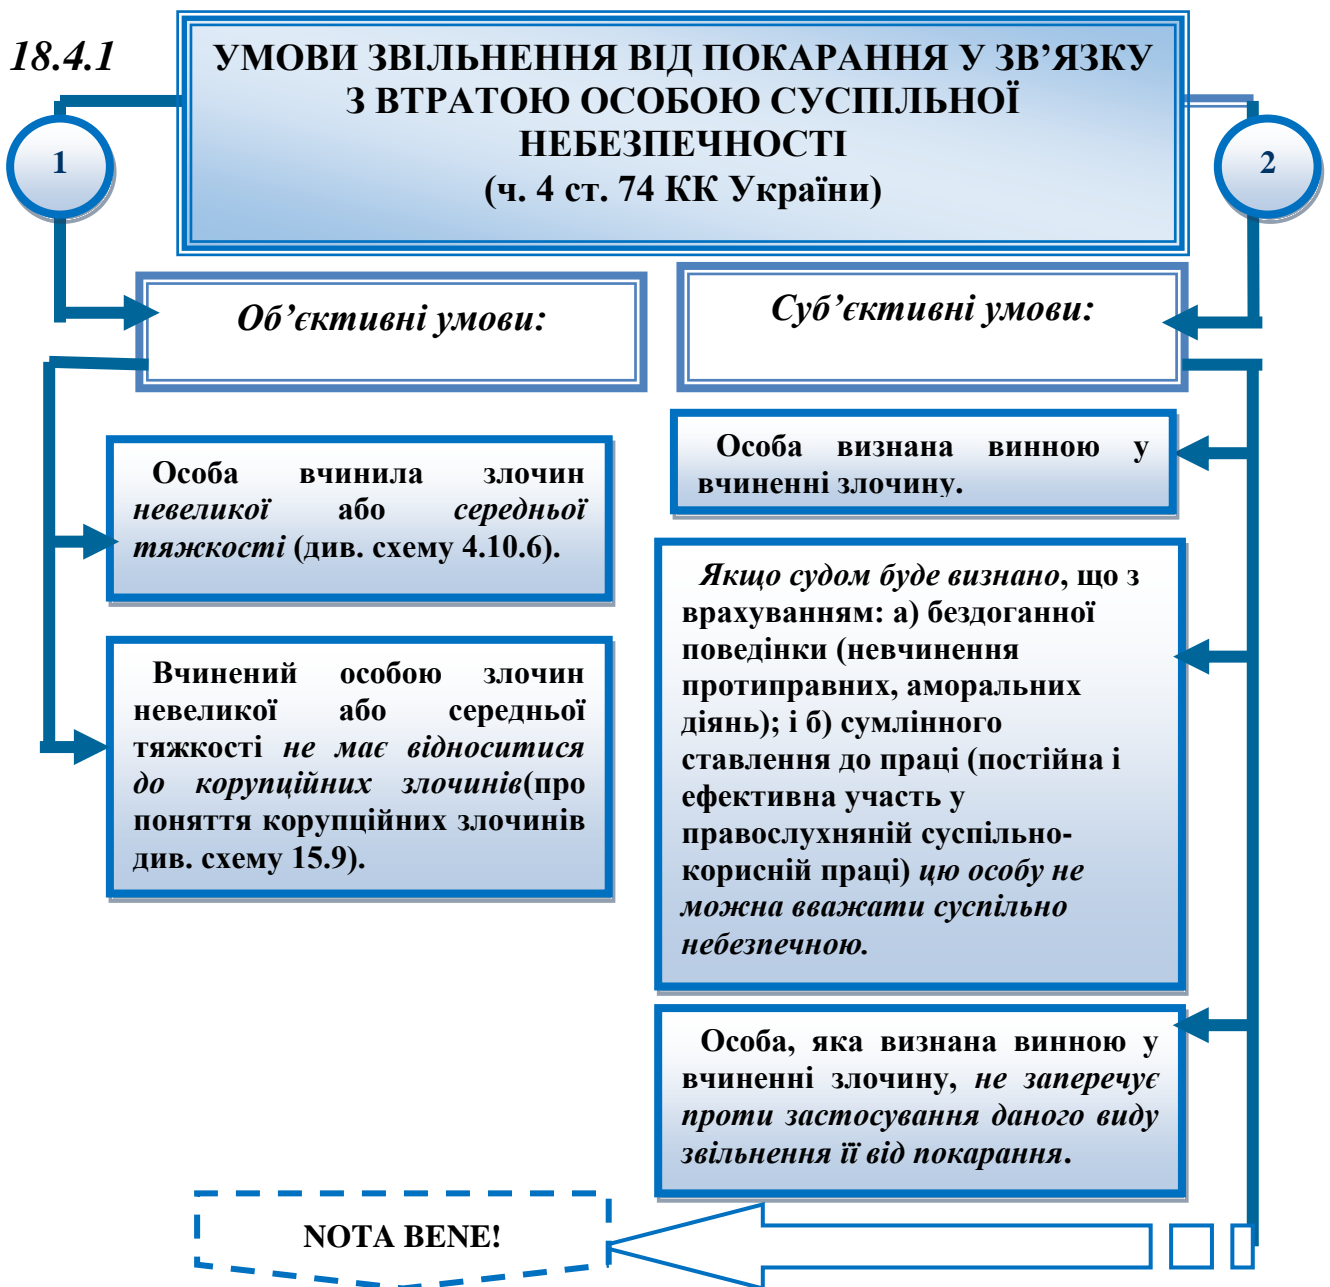 18.4.1
УМОВИ ЗВІЛЬНЕННЯ ВІД ПОКАРАННЯ У ЗВ’ЯЗКУ
З ВТРАТОЮ ОСОБОЮ СУСПІЛЬНОЇ
НЕБЕЗПЕЧНОСТІ
(ч. 4 ст. 74 КК України)
1
2
Об’єктивні умови:
Суб’єктивні умови:
Особа вчинила злочин
невеликої або середньої
тяжкості (див. схему 4.10.6).
Вчинений особою злочин
невеликої або середньої
тяжкості не має відноситися
до корупційних злочинів(про
поняття корупційних злочинів
див. схему 15.9).
Особа визнана винною у
вчиненні злочину.
Якщо судом буде визнано, що з
врахуванням: а) бездоганної
поведінки (невчинення
протиправних, аморальних
діянь); і б) сумлінного
ставлення до праці (постійна і
ефективна участь у
правослухняній суспільно-
корисній праці) цю особу не
можна вважати суспільно
небезпечною.
Особа, яка визнана винною у
вчиненні злочину, не заперечує
проти застосування даного виду
звільнення її від покарання.
NOTA BENE!